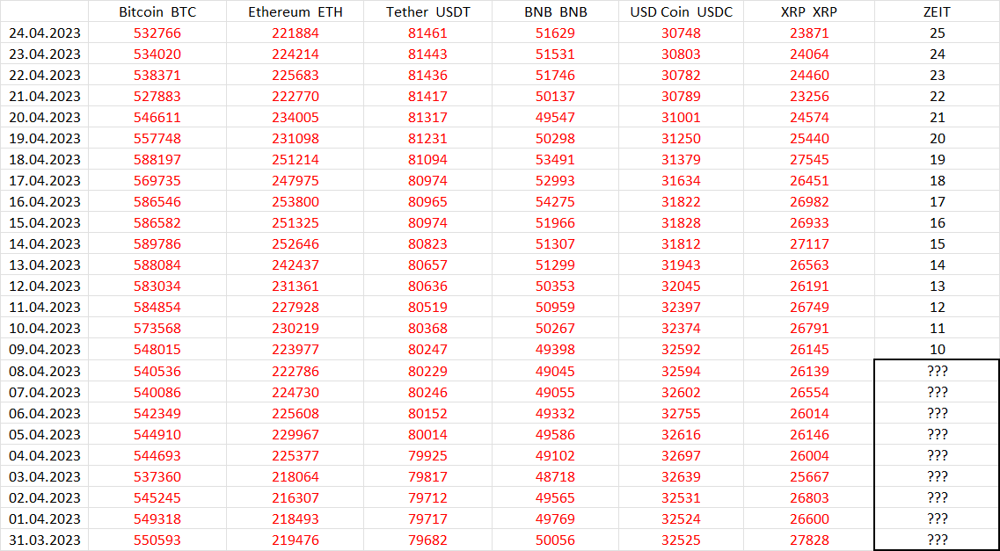 Bitcoin BTC Ethereum ETH Tether USDT BNB BNB USD Coin USDC XRP XRP ZEIT
24.04.2023 532766 221884 81461 51629 30748 23871 25
23.04.2023 534020 224214 81443 51531 30803 24064 24
22.04.2023 538371 225683 81436 51746 30782 24460 23
21.04.2023 527883 222770 81417 50137 30789 23256 22
20.04.2023 546611 234005 81317 49547 31001 24574 21
19.04.2023 557748 231098 81231 50298 31250 25440 20
18.04.2023 588197 251214 81094 53491 31379 27545 19
17.04.2023 569735 247975 80974 52993 31634 26451 18
16.04.2023 586546 253800 80965 54275 31822 26982 17
15.04.2023 586582 251325 80974 51966 31828 26933 16
14.04.2023 589786 252646 80823 51307 31812 27117 15
13.04.2023 588084 242437 80657 51299 31943 26563 14
12.04.2023 583034 231361 80636 50353 32045 26191 13
11.04.2023 584854 227928 80519 50959 32397 26749 12
10.04.2023 573568 230219 80368 50267 32374 26791 11
09.04.2023 548015 223977 80247 49398 32592 26145 10
08.04.2023 540536 222786 80229 49045 32594 26139 ???
07.04.2023 540086 224730 80246 49055 32602 26554 ???
06.04.2023 542349 225608 80152 49332 32755 26014 ???
05.04.2023 544910 229967 80014 49586 32616 26146 ???
04.04.2023 544693 225377 79925 49102 32697 26004 ???
03.04.2023 537360 218064 79817 48718 32639 25667 ???
02.04.2023 545245 216307 79712 49565 32531 26803 ???
01.04.2023 549318 218493 79717 49769 32524 26600 ???
31.03.2023 550593 219476 79682 50056 32525 27828 ???